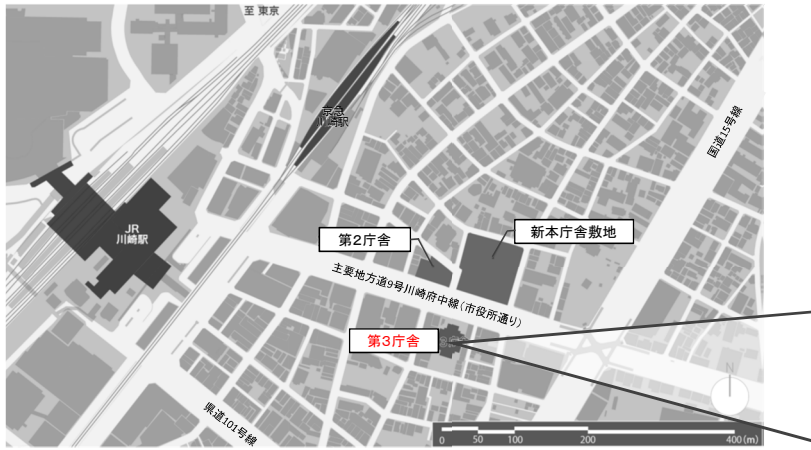 至 東京
京急
川崎駅
国道15号線
JR
川崎駅
第2庁舎
新本庁舎敷地
主要地方道9号川崎府中線(市役所通り)
第3庁舎
N
県道101号線
0 50 100 200 400(m)